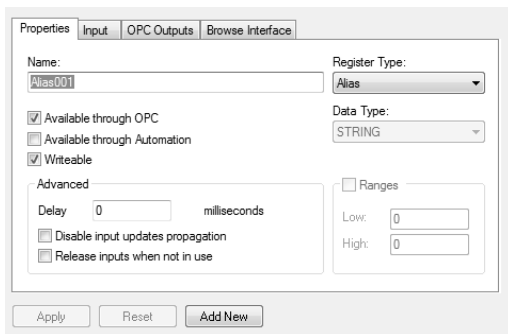 Properties Input OPC Outputs Browse Interface
Name: Register Type:
Alias001 Alias
Data Type:
Available through OPC STRING
Available through Automation
Writeable
Advanced Ranges
Delay 0 milliseconds Low: 0
Disable input updates propagation High: 0
Release inputs when not in use
Apply Reset Add New